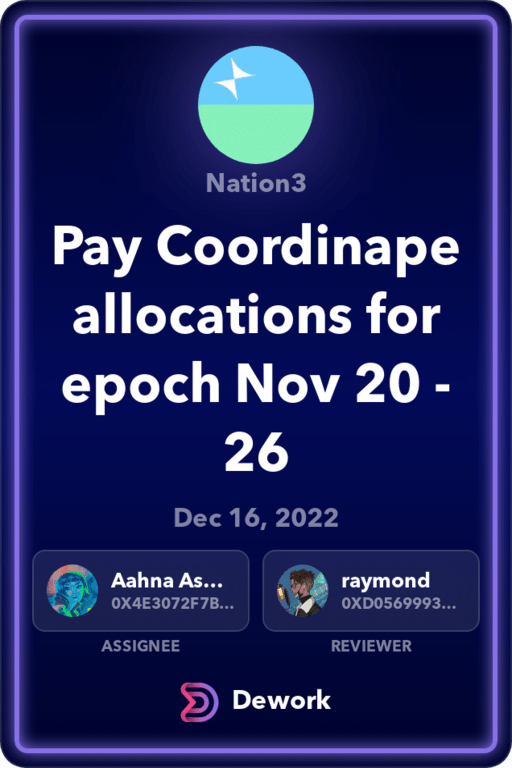 Nation3
Pay Coordinape
allocations for
epoch Nov 20 -
26
Dec 16, 2022
Aahna As...
0X4E3072F7B...
ASSIGNEE
raymond
0XD0569993...
REVIEWER
Dework